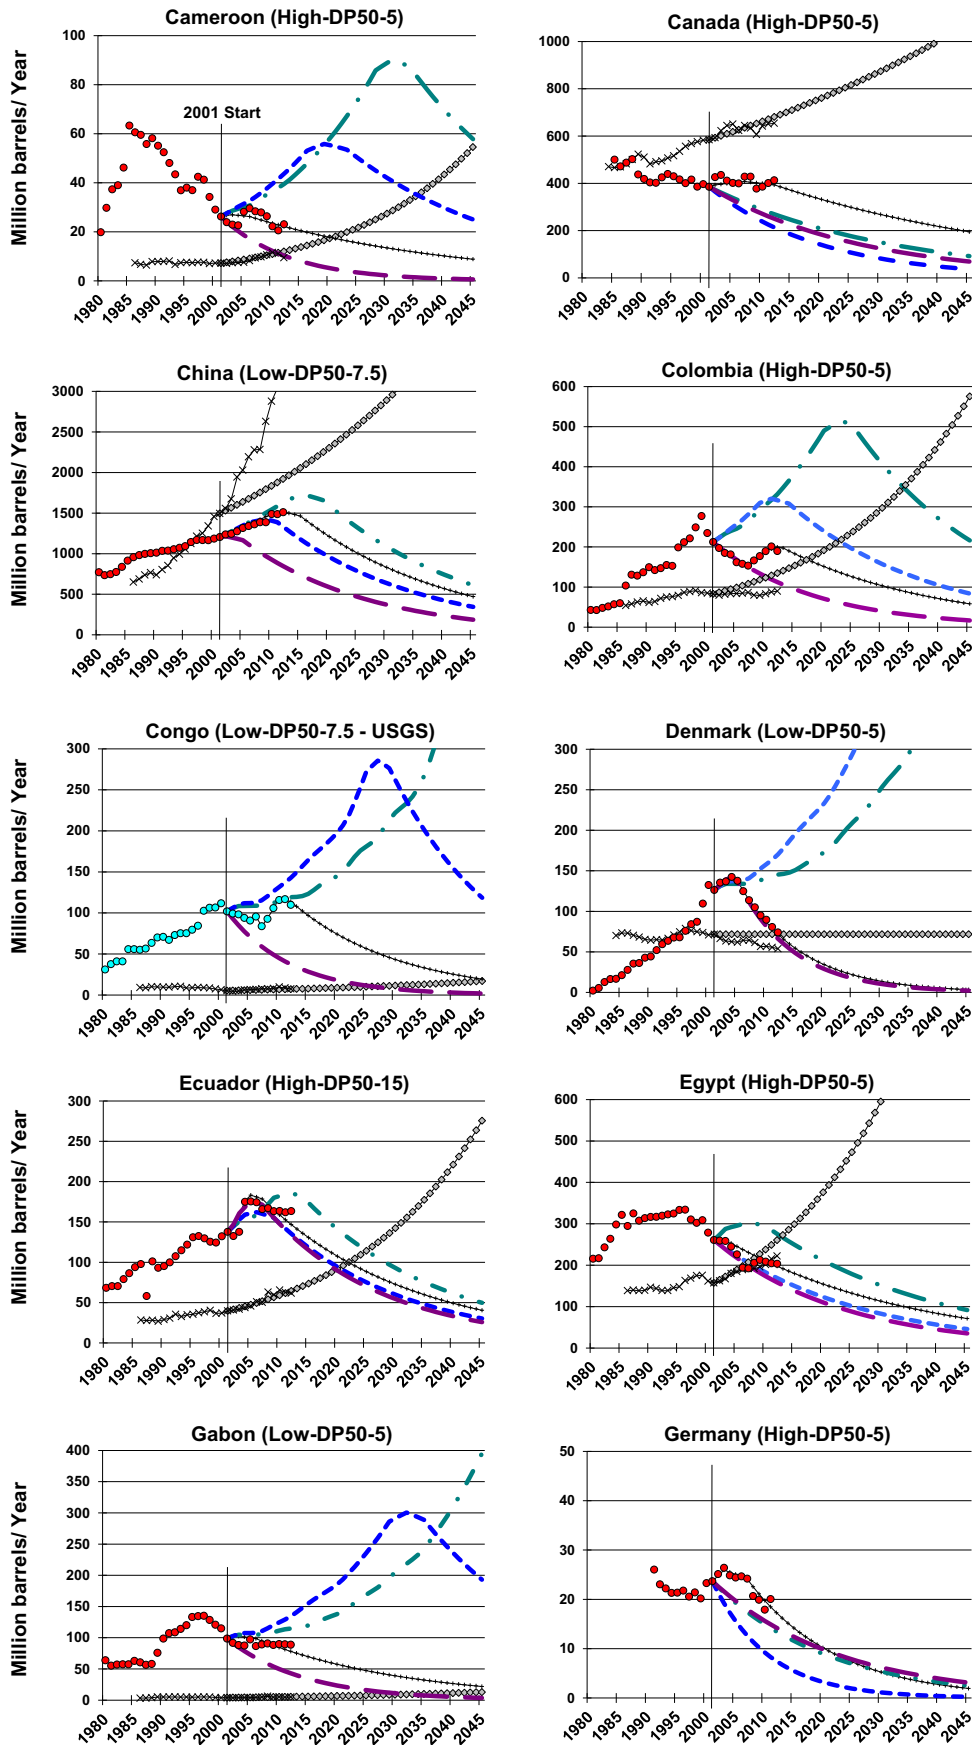 Cameroon (High-DP50-5)
Million barrels/ Year
100
80
60
40
20
0
2001 Start
1980 1985 1990 1995 2000 2005 2010 2015 2020 2025 2030 2035 2040 2045
Canada (High-DP50-5)
1000
800
600
400
200
0
1980 1985 1990 1995 2000 2005 2010 2015 2020 2025 2030 2035 2040 2045
China (Low-DP50-7.5)
Million barrels/ Year
3000
2500
2000
1500
1000
500
0
1980 1985 1990 1995 2000 2005 2010 2015 2020 2025 2030 2035 2040 2045
Colombia (High-DP50-5)
600
500
400
300
200
100
0
1980 1985 1990 1995 2000 2005 2010 2015 2020 2025 2030 2035 2040 2045
Congo (Low-DP50-7.5 - USGS)
Million barrels/ Year
300
250
200
150
100
50
0
1980 1985 1990 1995 2000 2005 2010 2015 2020 2025 2030 2035 2040 2045
Denmark (Low-DP50-5)
300
250
200
150
100
50
0
1980 1985 1990 1995 2000 2005 2010 2015 2020 2025 2030 2035 2040 2045
Ecuador (High-DP50-15)
Million barrels/ Year
300
250
200
150
100
50
0
1980 1985 1990 1995 2000 2005 2010 2015 2020 2025 2030 2035 2040 2045
Egypt (High-DP50-5)
600
500
400
300
200
100
0
1980 1985 1990 1995 2000 2005 2010 2015 2020 2025 2030 2035 2040 2045
Gabon (Low-DP50-5)
Million barrels/ Year
400
350
300
250
200
150
100
50
0
1980 1985 1990 1995 2000 2005 2010 2015 2020 2025 2030 2035 2040 2045
Germany (High-DP50-5)
50
40
30
20
10
0
1980 1985 1990 1995 2000 2005 2010 2015 2020 2025 2030 2035 2040 2045